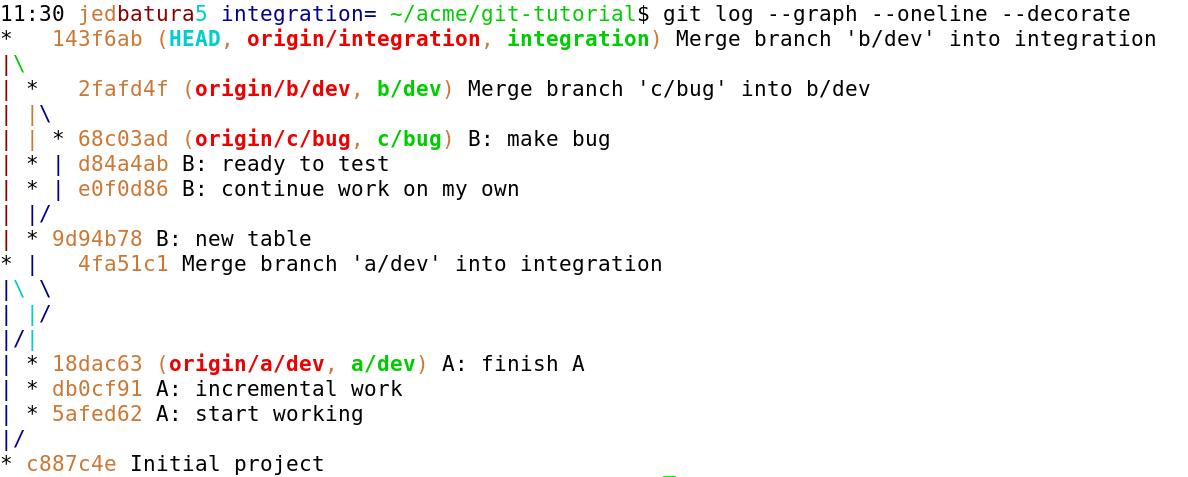 11:30 jedbatura5 integration= ~/acme/git-tutorial$ git log --graph --oneline --decorate
*   143f6ab (HEAD, origin/integration, integration) Merge branch 'b/dev' into integration
|\
| *   2fafd4f (origin/b/dev, b/dev) Merge branch 'c/bug' into b/dev
| |\
| | * 68c03ad (origin/c/bug, c/bug) B: make bug
| * | d84a4ab B: ready to test
| * | e0f0d86 B: continue work on my own
| |/
| * 9d94b78 B: new table
* |   4fa51c1 Merge branch 'a/dev' into integration
|\ \
| |/
|/|
| * 18dac63 (origin/a/dev, a/dev) A: finish A
| * db0cf91 A: incremental work
| * 5afed62 A: start working
|/
* c887c4e Initial project